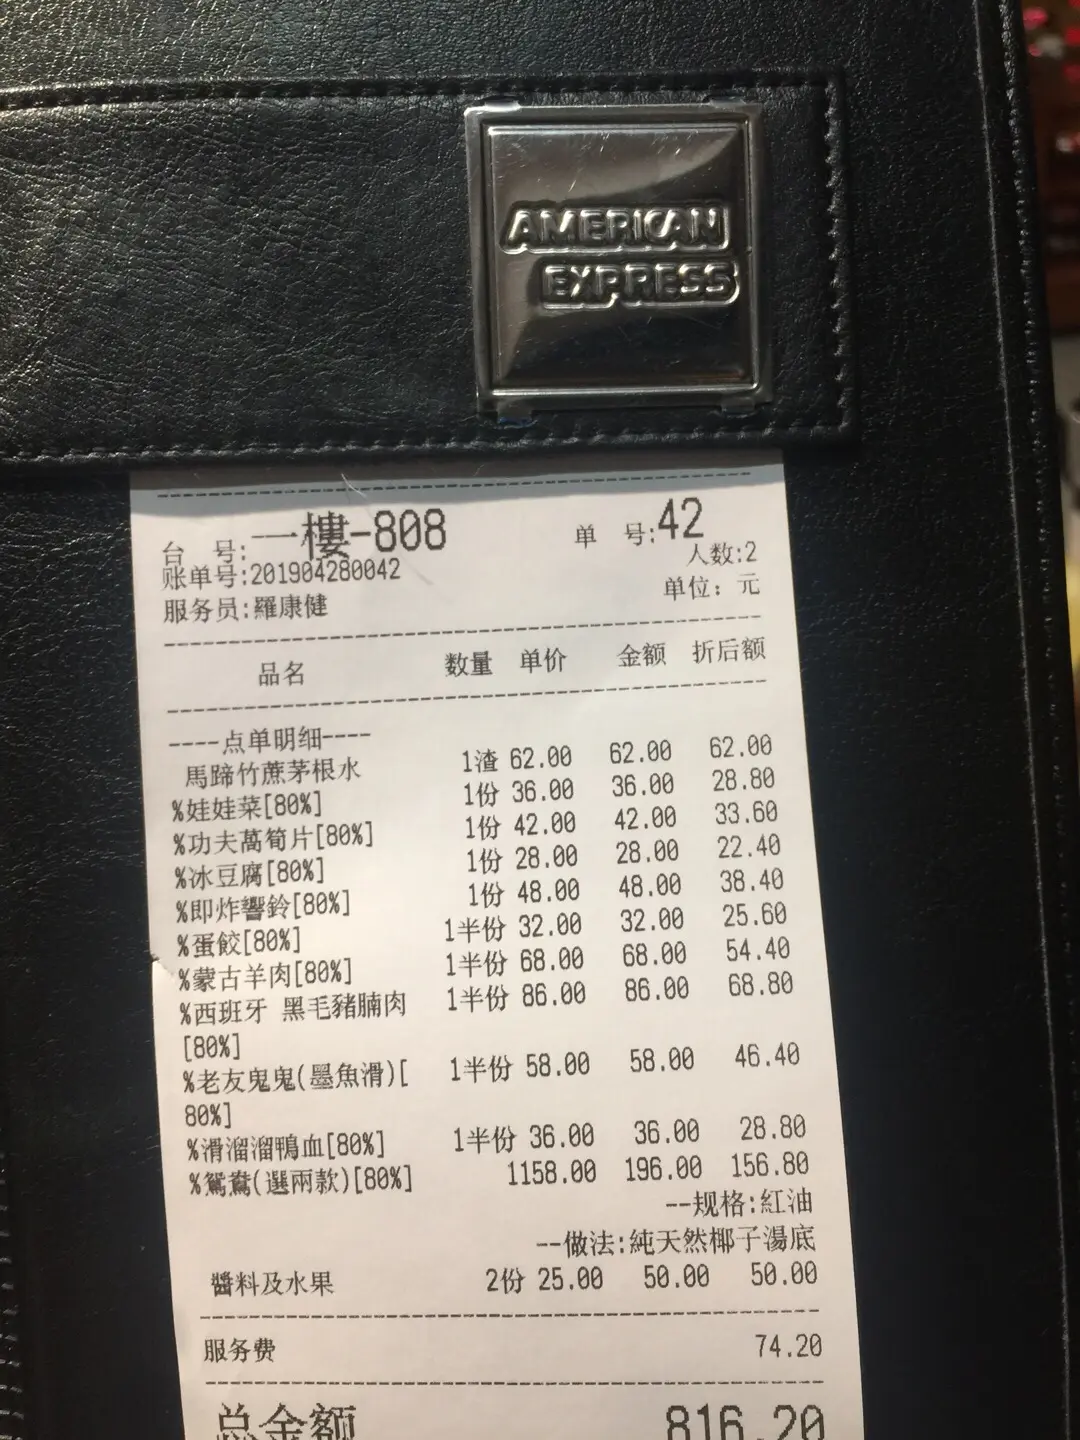 AMERICAN
EXPRESS
台 号:一樓-808 单 号:42
账单号:201904280042 人数:2
服务员:羅康健 单位：元
品名 数量 单价 金额 折后额
----点单明细----
馬蹄竹蔗茅根水 1渣 62.00 62.00 62.00
%娃娃菜[80%] 1份 36.00 36.00 28.80
%功夫萬筍片[80%] 1份 42.00 42.00 33.60
%冰豆腐[80%] 1份 28.00 28.00 22.40
%即炸響鈴[80%] 1份 48.00 48.00 38.40
%蛋餃[80%] 1半份 32.00 32.00 25.60
%蒙古羊肉[80%] 1半份 68.00 68.00 54.40
%西班牙 黑毛豬腩肉 1半份 86.00 86.00 68.80
[80%]
%老友鬼鬼(墨魚滑)[ 1半份 58.00 58.00 46.40
80%]
%滑溜溜鴨血[80%] 1半份 36.00 36.00 28.80
%鴛鴦(選兩款)[80%] 1158.00 196.00 156.80
--规格:紅油
--做法:純天然椰子湯底
醬料及水果 2份 25.00 50.00 50.00
服务费 74.20
总金额 816.20